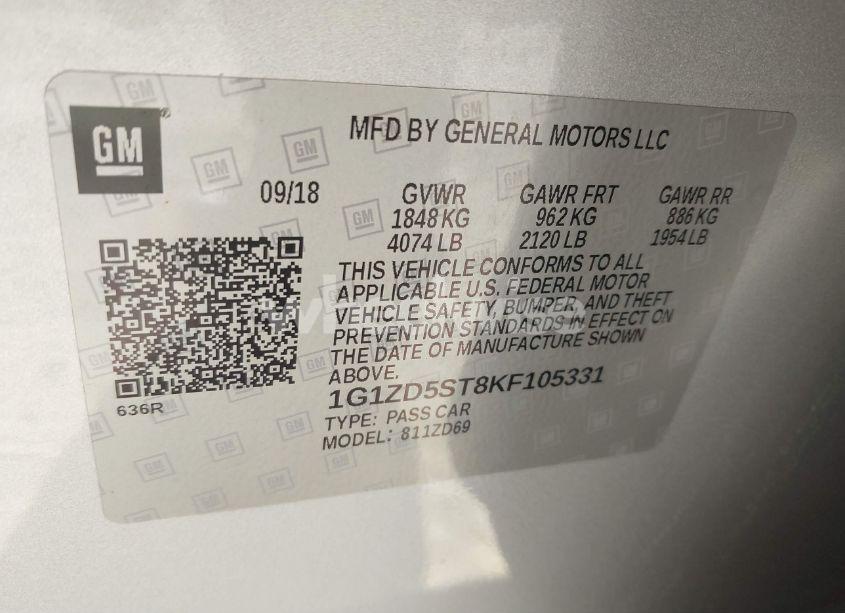 GM
MFD BY GENERAL MOTORS LLC
09/18 GVWR GAWR FRT GAWR RR
1848 KG 962 KG 886 KG
4074 LB 2120 LB 1954 LB
THIS VEHICLE CONFORMS TO ALL
APPLICABLE U.S. FEDERAL MOTOR
VEHICLE SAFETY, BUMPER, AND THEFT
PREVENTION STANDARDS IN EFFECT ON
THE DATE OF MANUFACTURE SHOWN
ABOVE.
1G1ZD5ST8KF105331
TYPE: PASS CAR
MODEL: 811ZD69
636R